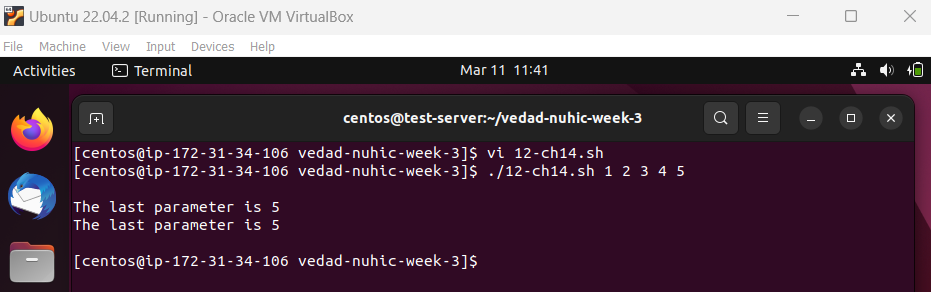 Ubuntu 22.04.2 [Running] - Oracle VM VirtualBox
File Machine View Input Devices Help
Activities Terminal Mar 11 11:41
centos@test-server:~/vedad-nuhic-week-3
[centos@ip-172-31-34-106 vedad-nuhic-week-3]$ vi 12-ch14.sh
[centos@ip-172-31-34-106 vedad-nuhic-week-3]$ ./12-ch14.sh 1 2 3 4 5
The last parameter is 5
The last parameter is 5
[centos@ip-172-31-34-106 vedad-nuhic-week-3]$